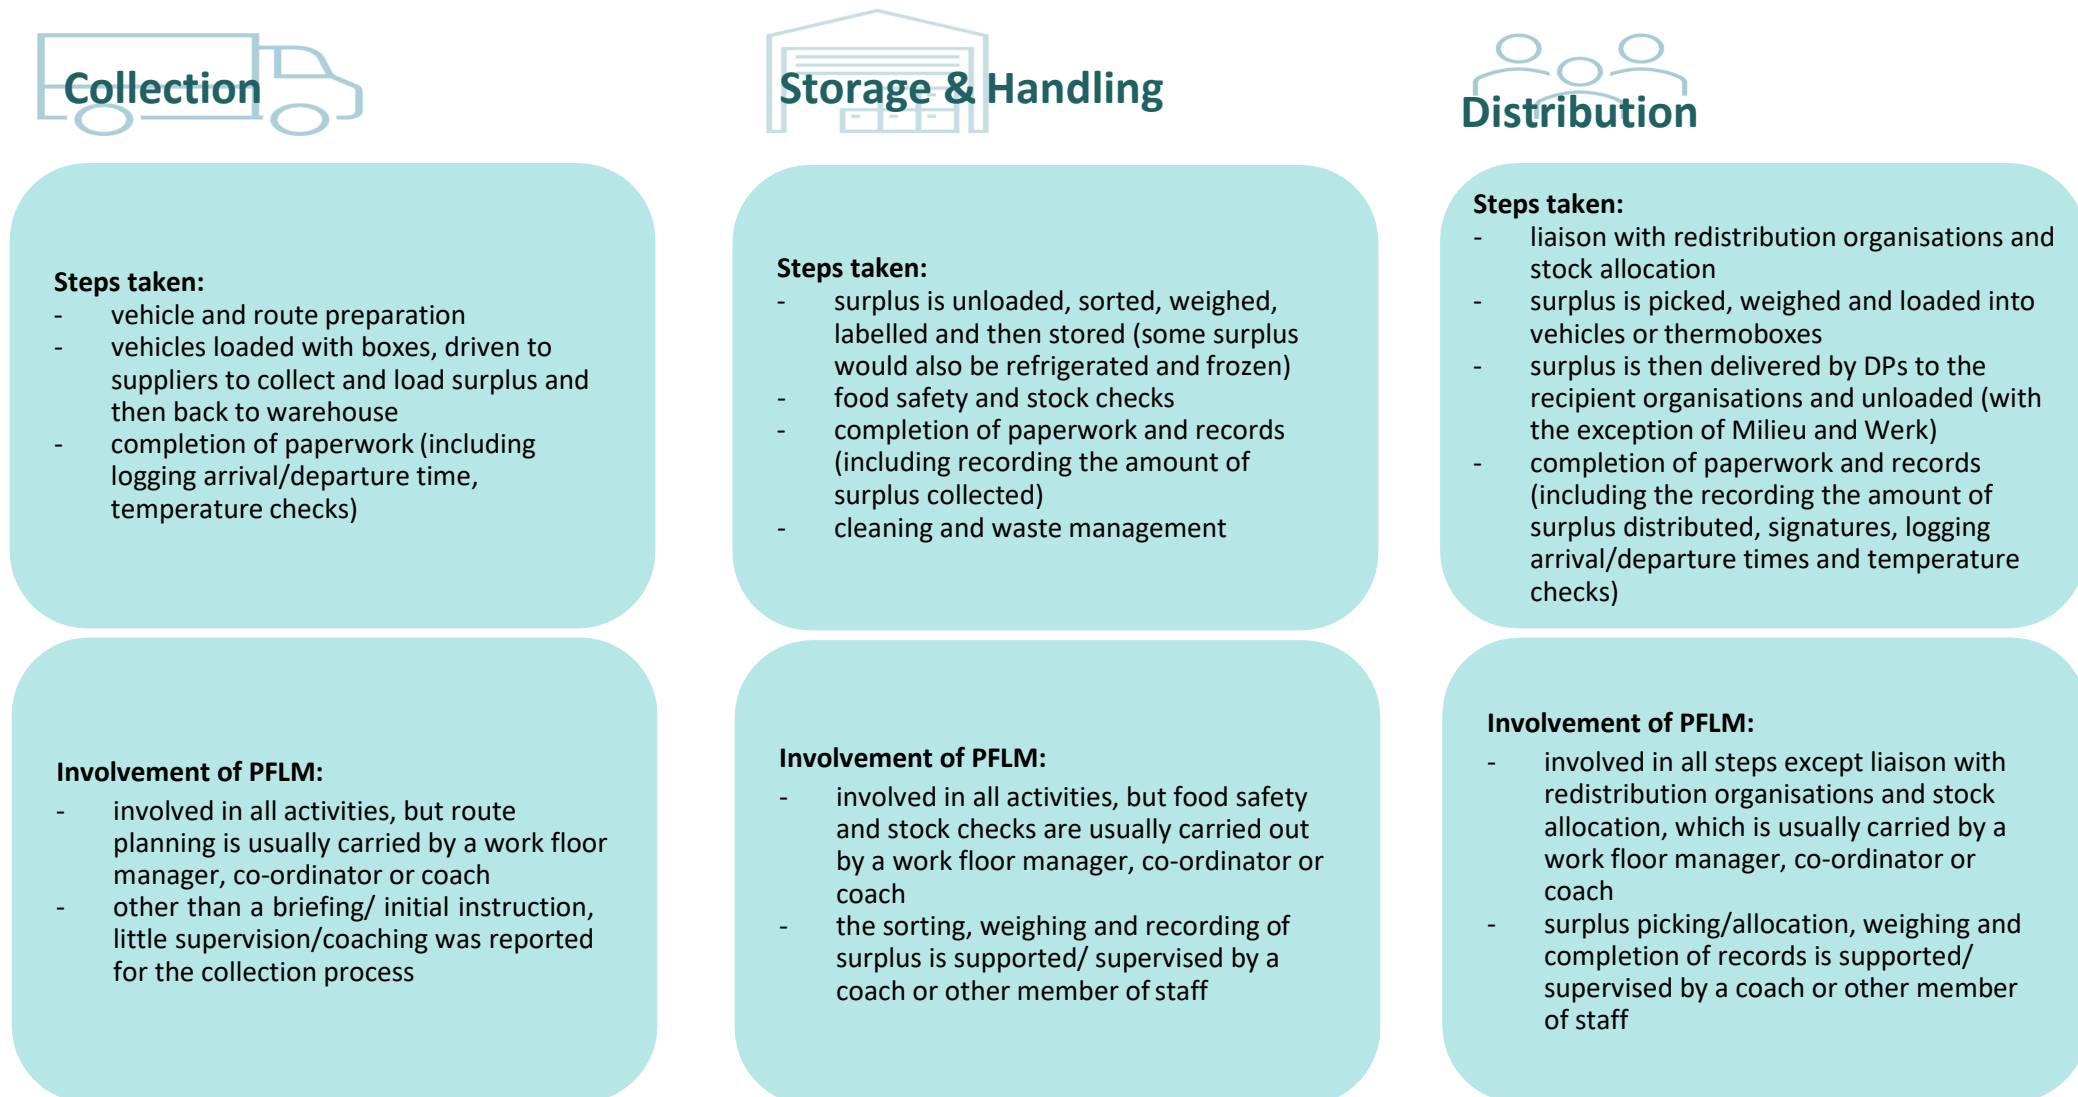 Collection
Steps taken:
- vehicle and route preparation
- vehicles loaded with boxes, driven to
suppliers to collect and load surplus and
then back to warehouse
- completion of paperwork (including
logging arrival/departure time,
temperature checks)
Involvement of PFLM:
- involved in all activities, but route
planning is usually carried by a work floor
manager, co-ordinator or coach
- other than a briefing/ initial instruction,
little supervision/coaching was reported
for the collection process
Storage & Handling
Steps taken:
- surplus is unloaded, sorted, weighed,
labelled and then stored (some surplus
would also be refrigerated and frozen)
- food safety and stock checks
- completion of paperwork and records
(including recording the amount of
surplus collected)
- cleaning and waste management
Involvement of PFLM:
- involved in all activities, but food safety
and stock checks are usually carried out
by a work floor manager, co-ordinator or
coach
- the sorting, weighing and recording of
surplus is supported/ supervised by a
coach or other member of staff
Distribution
Steps taken:
- liaison with redistribution organisations and
stock allocation
- surplus is picked, weighed and loaded into
vehicles or thermoboxes
- surplus is then delivered by DPs to the
recipient organisations and unloaded (with
the exception of Milieu and Werk)
- completion of paperwork and records
(including the recording the amount of
surplus distributed, signatures, logging
arrival/departure times and temperature
checks)
Involvement of PFLM:
- involved in all steps except liaison with
redistribution organisations and stock
allocation, which is usually carried by a
work floor manager, co-ordinator or
coach
- surplus picking/allocation, weighing and
completion of records is supported/
supervised by a coach or other member
of staff